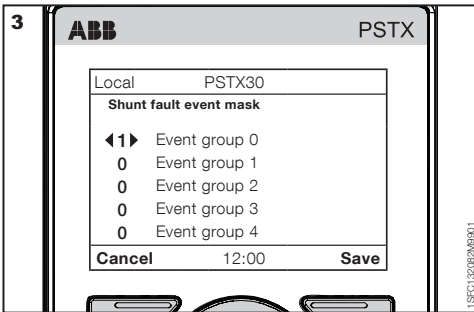 3
ABB PSTX
Local PSTX30
Shunt fault event mask
1 Event group 0
0 Event group 1
0 Event group 2
0 Event group 3
0 Event group 4
Cancel 12:00 Save
1SFC132082M9901